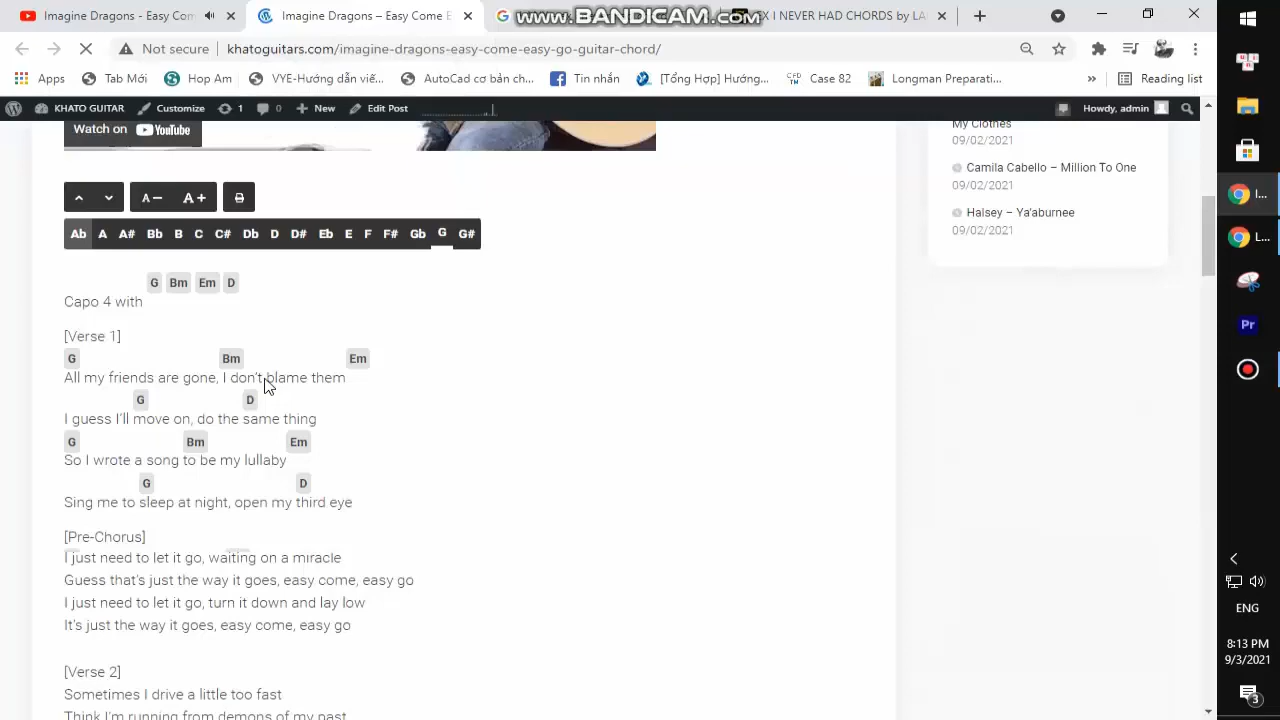 Imagine Dragons - Easy Com
Imagine Dragons – Easy Come E
www.BANDICAM.com
X I NEVER HAD CHORDS by LA
Not secure
khatoguitars.com/imagine-dragons-easy-come-easy-go-guitar-chord/
Apps
Tab Mới
Hop Am
VYE-Hướng dẫn viế...
AutoCad cơ bản ch...
Tin nhắn
[Tổng Hợp] Hướng...
Case 82
Longman Preparati...
»
Reading list
KHATO GUITAR
Customize
1
0
New
Edit Post
Howdy, admin
Watch on YouTube
My Clothes
09/02/2021
Camila Cabello – Million To One
09/02/2021
Halsey – Ya’aburnee
09/02/2021
A− A+
Ab A A# Bb B C C# Db D D# Eb E F F# Gb G G#
G Bm Em D
Capo 4 with
[Verse 1]
G Bm Em
All my friends are gone, I don’t blame them
G D
I guess I’ll move on, do the same thing
G Bm Em
So I wrote a song to be my lullaby
G D
Sing me to sleep at night, open my third eye
[Pre-Chorus]
I just need to let it go, waiting on a miracle
Guess that’s just the way it goes, easy come, easy go
I just need to let it go, turn it down and lay low
It’s just the way it goes, easy come, easy go
[Verse 2]
Sometimes I drive a little too fast
Think I’m running from demons of my past
I...
L...
Pr
ENG
8:13 PM
9/3/2021
3